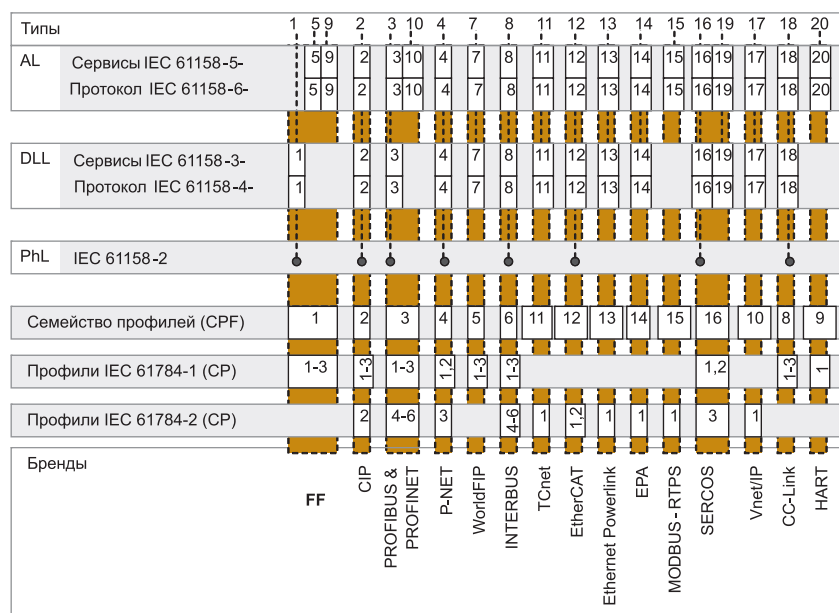 Типы 1 5 9 2 3 10 4 7 8 11 12 13 14 15 16 19 17 18 20
AL Сервисы IEC 61158-5- 5 9 2 3 10 4 7 8 11 12 13 14 15 16 19 17 18 20
Протокол IEC 61158-6- 5 9 2 3 10 4 7 8 11 12 13 14 15 16 19 17 18 20
DLL Сервисы IEC 61158-3- 1 2 3 4 7 8 11 12 13 14 16 19 17 18
Протокол IEC 61158-4- 1 2 3 4 7 8 11 12 13 14 16 19 17 18
PhL IEC 61158-2
Семейство профилей (CPF) 1 2 3 4 5 6 11 12 13 14 15 16 10 8 9
Профили IEC 61784-1 (CP) 1-3 1-3 1-3 1,2 1-3 1-3 1,2 1-3 1
Профили IEC 61784-2 (CP) 2 4-6 3 4-6 1 1,2 1 1 1 3 1
Бренды
FF
CIP
PROFIBUS &
PROFINET
P-NET
WorldFIP
INTERBUS
TCnet
EtherCAT
Ethernet Powerlink
EPA
MODBUS - RTPS
SERCOS
Vnet/IP
CC-Link
HART